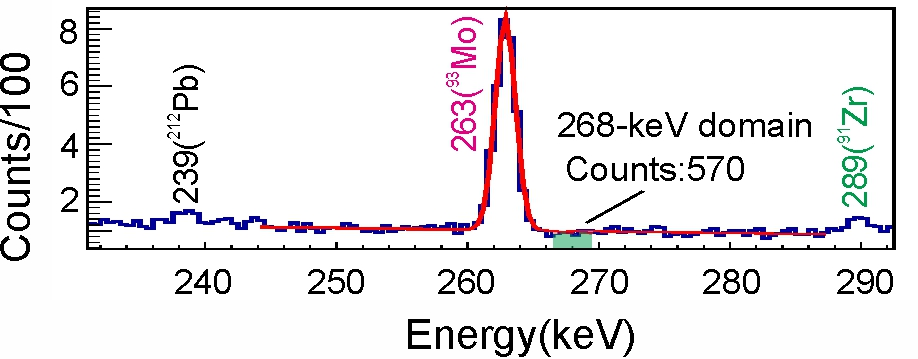 Counts/100
8
6
4
2
239(²¹²Pb)
263(⁹³Mo)
268-keV domain
Counts:570
289(⁹¹Zr)
240 250 260 270 280 290
Energy(keV)